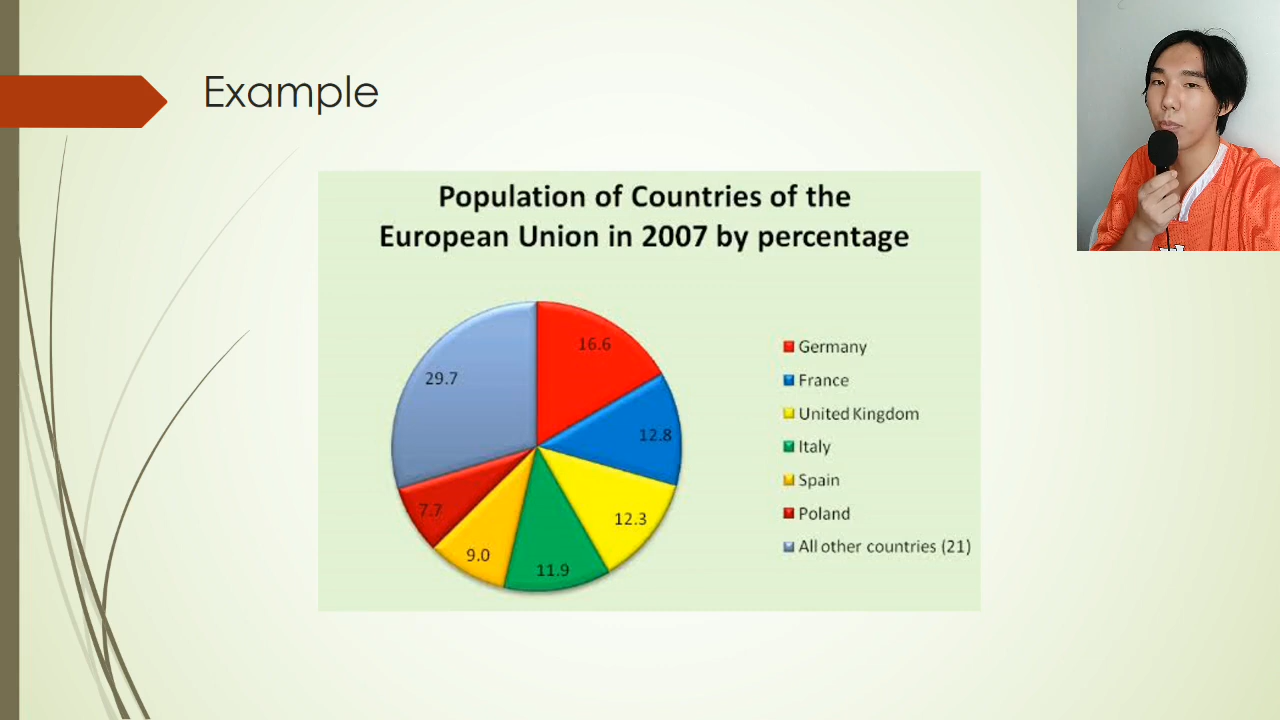 Example
Population of Countries of the
European Union in 2007 by percentage
16.6
12.8
12.3
11.9
9.0
7.7
29.7
Germany
France
United Kingdom
Italy
Spain
Poland
All other countries (21)